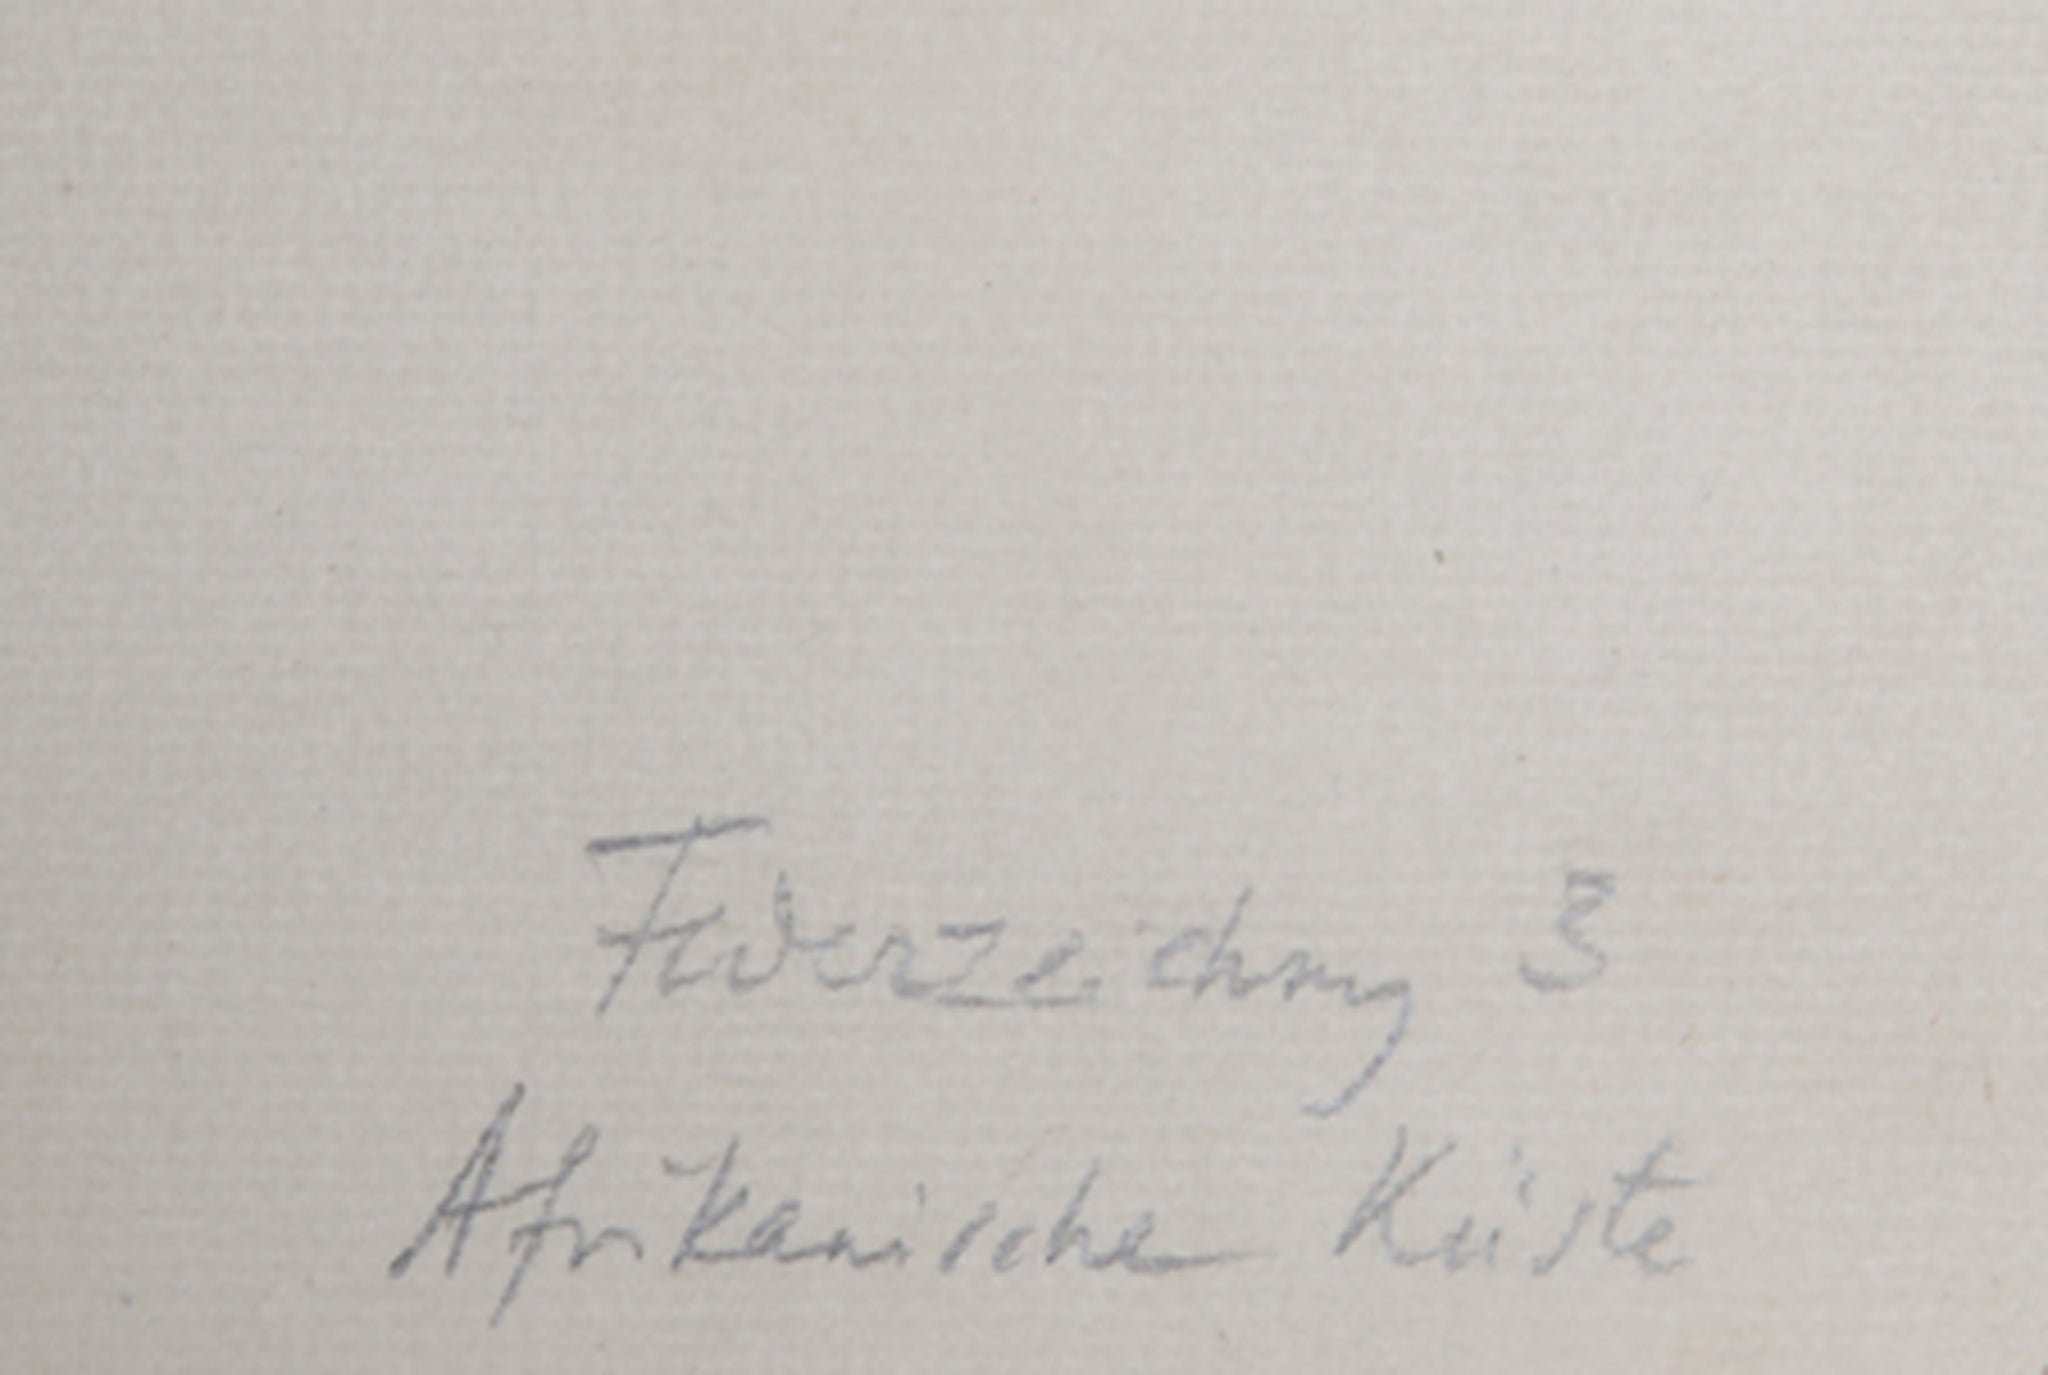 Federzeichnung 3
Afrikanische Küste